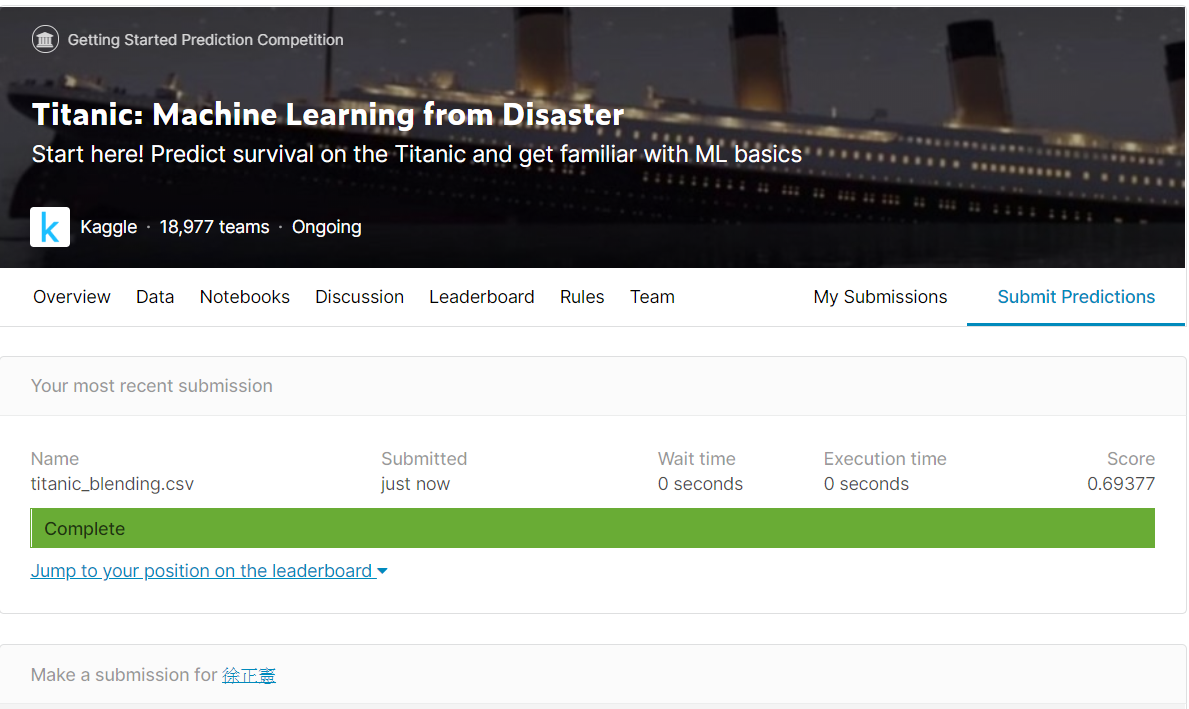 Getting Started Prediction Competition
Titanic: Machine Learning from Disaster
Start here! Predict survival on the Titanic and get familiar with ML basics
k Kaggle · 18,977 teams · Ongoing
Overview Data Notebooks Discussion Leaderboard Rules Team My Submissions Submit Predictions
Your most recent submission
Name Submitted Wait time Execution time Score
titanic_blending.csv just now 0 seconds 0 seconds 0.69377
Complete
Jump to your position on the leaderboard
Make a submission for 徐正憲